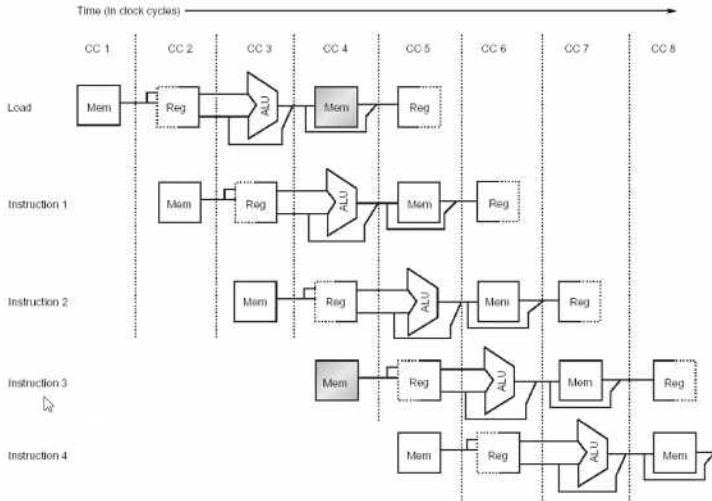 Time (in clock cycles)
CC 1 CC 2 CC 3 CC 4 CC 5 CC 6 CC 7 CC 8
Load Mem Reg ALU Mem Reg
Instruction 1 Mem Reg ALU Mem Reg
Instruction 2 Mem Reg ALU Mem Reg
Instruction 3 Mem Reg ALU Mem Reg
Instruction 4 Mem Reg ALU Mem